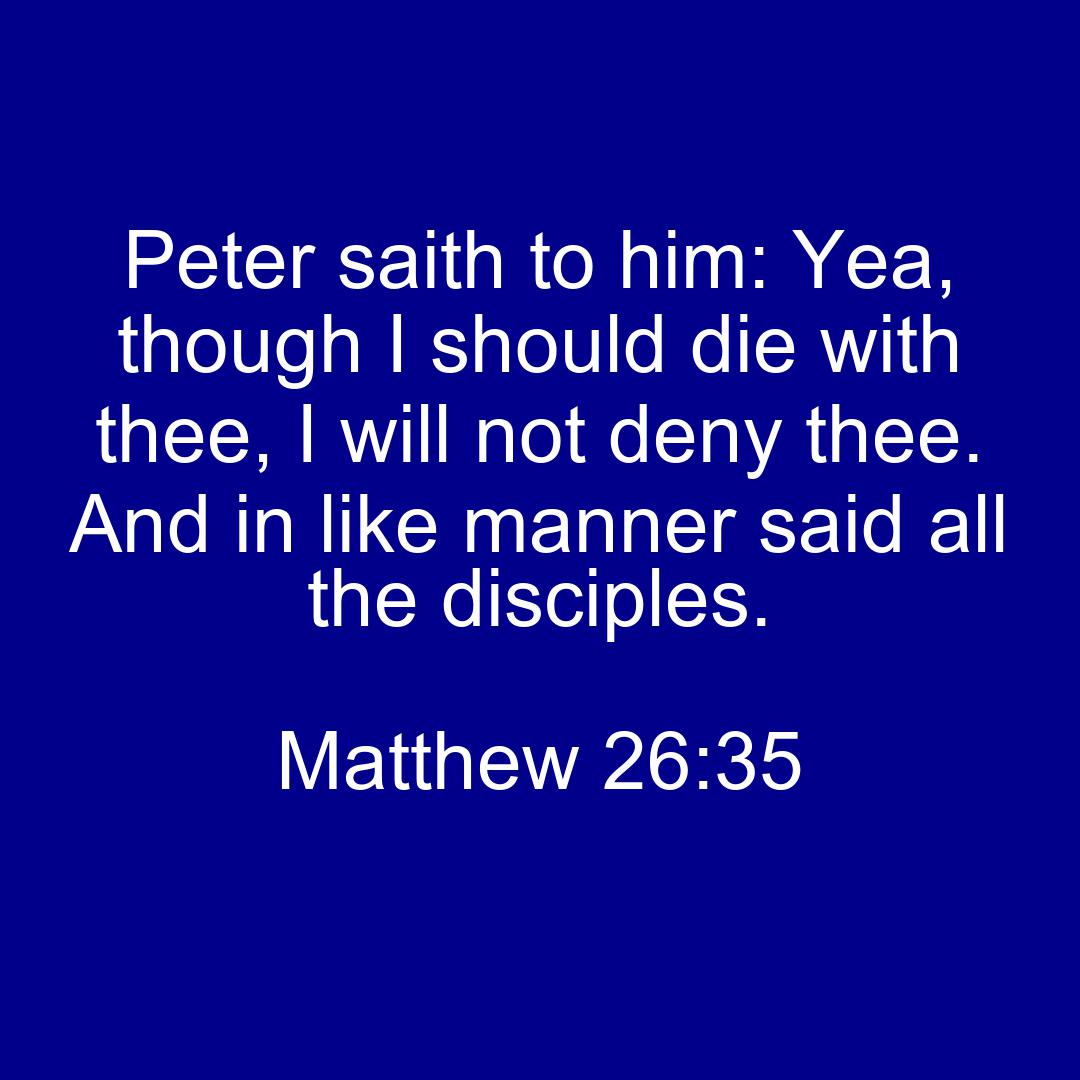 Peter saith to him: Yea,
though I should die with
thee, I will not deny thee.
And in like manner said all
the disciples.
Matthew 26:35